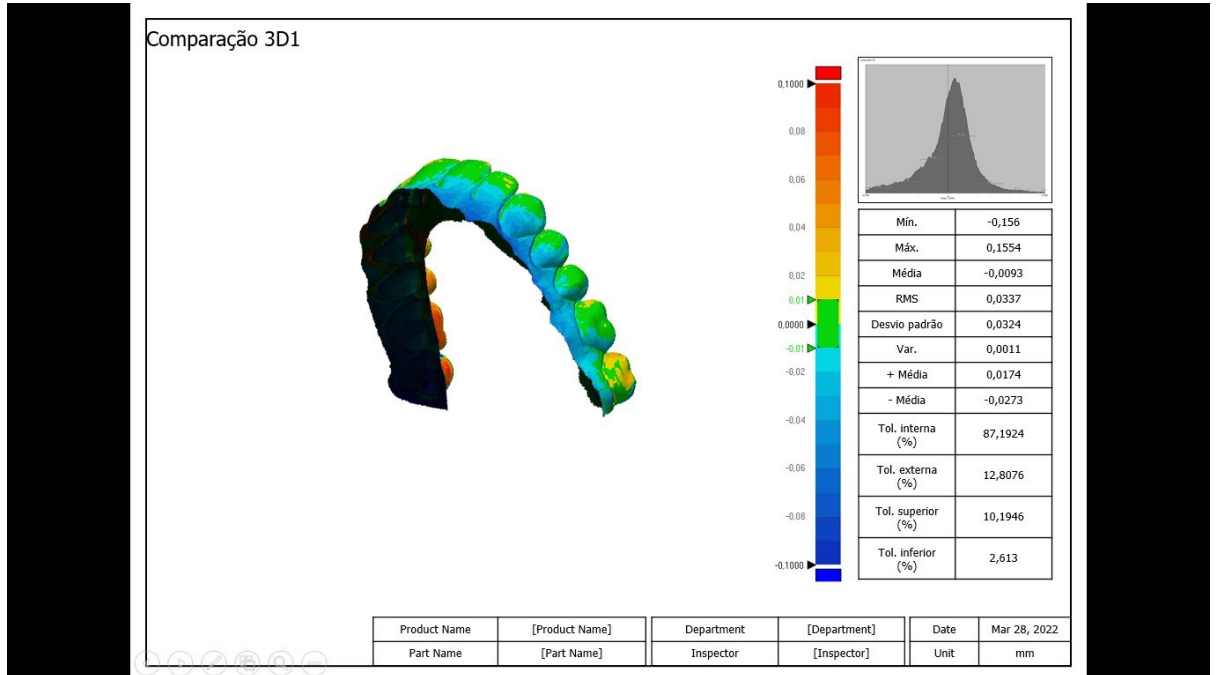 Comparação 3D1
0,1000
0,08
0,06
0,04
0,02
0,01
0,0000
-0,01
-0,02
-0,04
-0,06
-0,08
-0,1000
Mín. -0,156
Máx. 0,1554
Média -0,0093
RMS 0,0337
Desvio padrão 0,0324
Var. 0,0011
+ Média 0,0174
- Média -0,0273
Tol. interna
(%) 87,1924
Tol. externa
(%) 12,8076
Tol. superior
(%) 10,1946
Tol. inferior
(%) 2,613
Product Name [Product Name] Department [Department] Date Mar 28, 2022
Part Name [Part Name] Inspector [Inspector] Unit mm